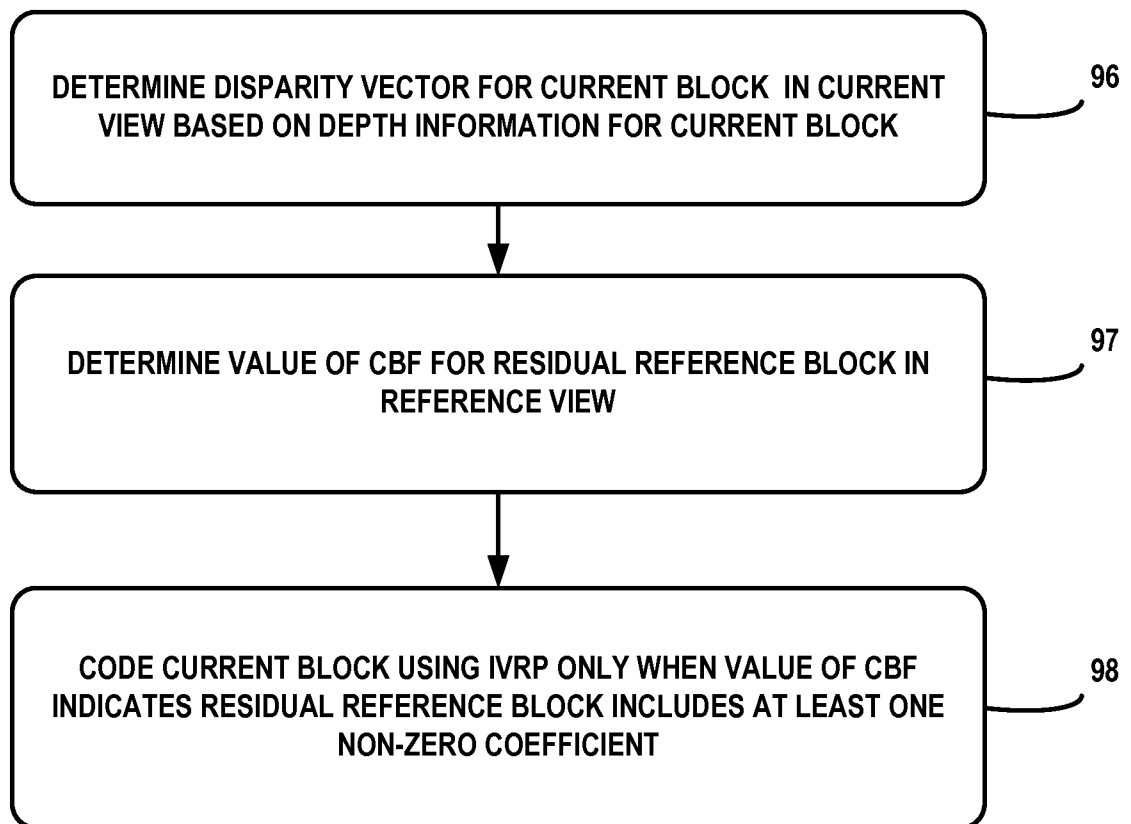 DETERMINE DISPARITY VECTOR FOR CURRENT BLOCK IN CURRENT
VIEW BASED ON DEPTH INFORMATION FOR CURRENT BLOCK
96
DETERMINE VALUE OF CBF FOR RESIDUAL REFERENCE BLOCK IN
REFERENCE VIEW
97
CODE CURRENT BLOCK USING IVRP ONLY WHEN VALUE OF CBF
INDICATES RESIDUAL REFERENCE BLOCK INCLUDES AT LEAST ONE
NON-ZERO COEFFICIENT
98